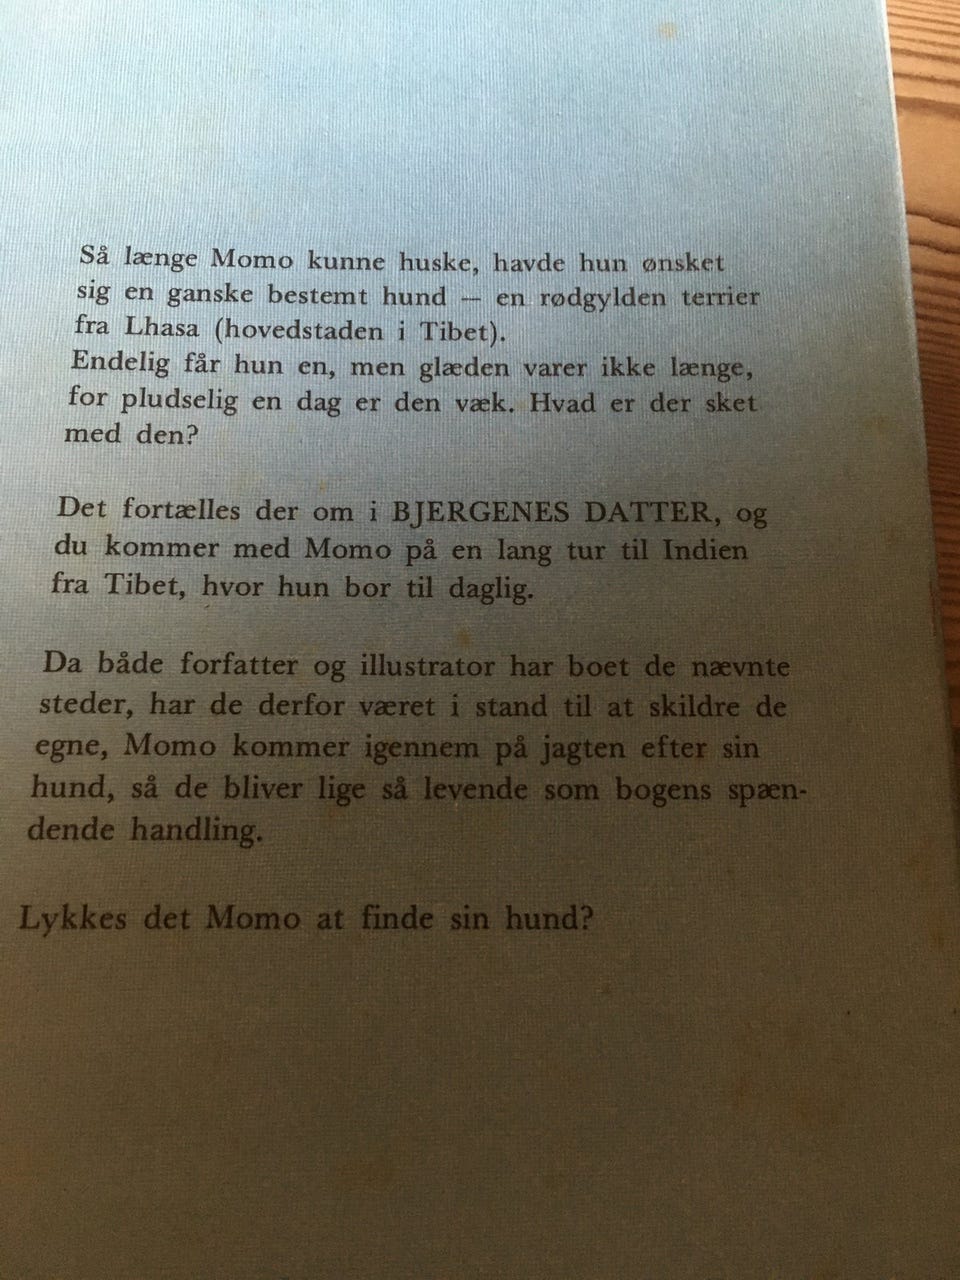 Så længe Momo kunne huske, havde hun ønsket
sig en ganske bestemt hund — en rødgylden terrier
fra Lhasa (hovedstaden i Tibet).
Endelig får hun en, men glæden varer ikke længe,
for pludselig en dag er den væk. Hvad er der sket
med den?
Det fortælles der om i BJERGENES DATTER, og
du kommer med Momo på en lang tur til Indien
fra Tibet, hvor hun bor til daglig.
Da både forfatter og illustrator har boet de nævnte
steder, har de derfor været i stand til at skildre de
egne, Momo kommer igennem på jagten efter sin
hund, så de bliver lige så levende som bogens spæn-
dende handling.
Lykkes det Momo at finde sin hund?